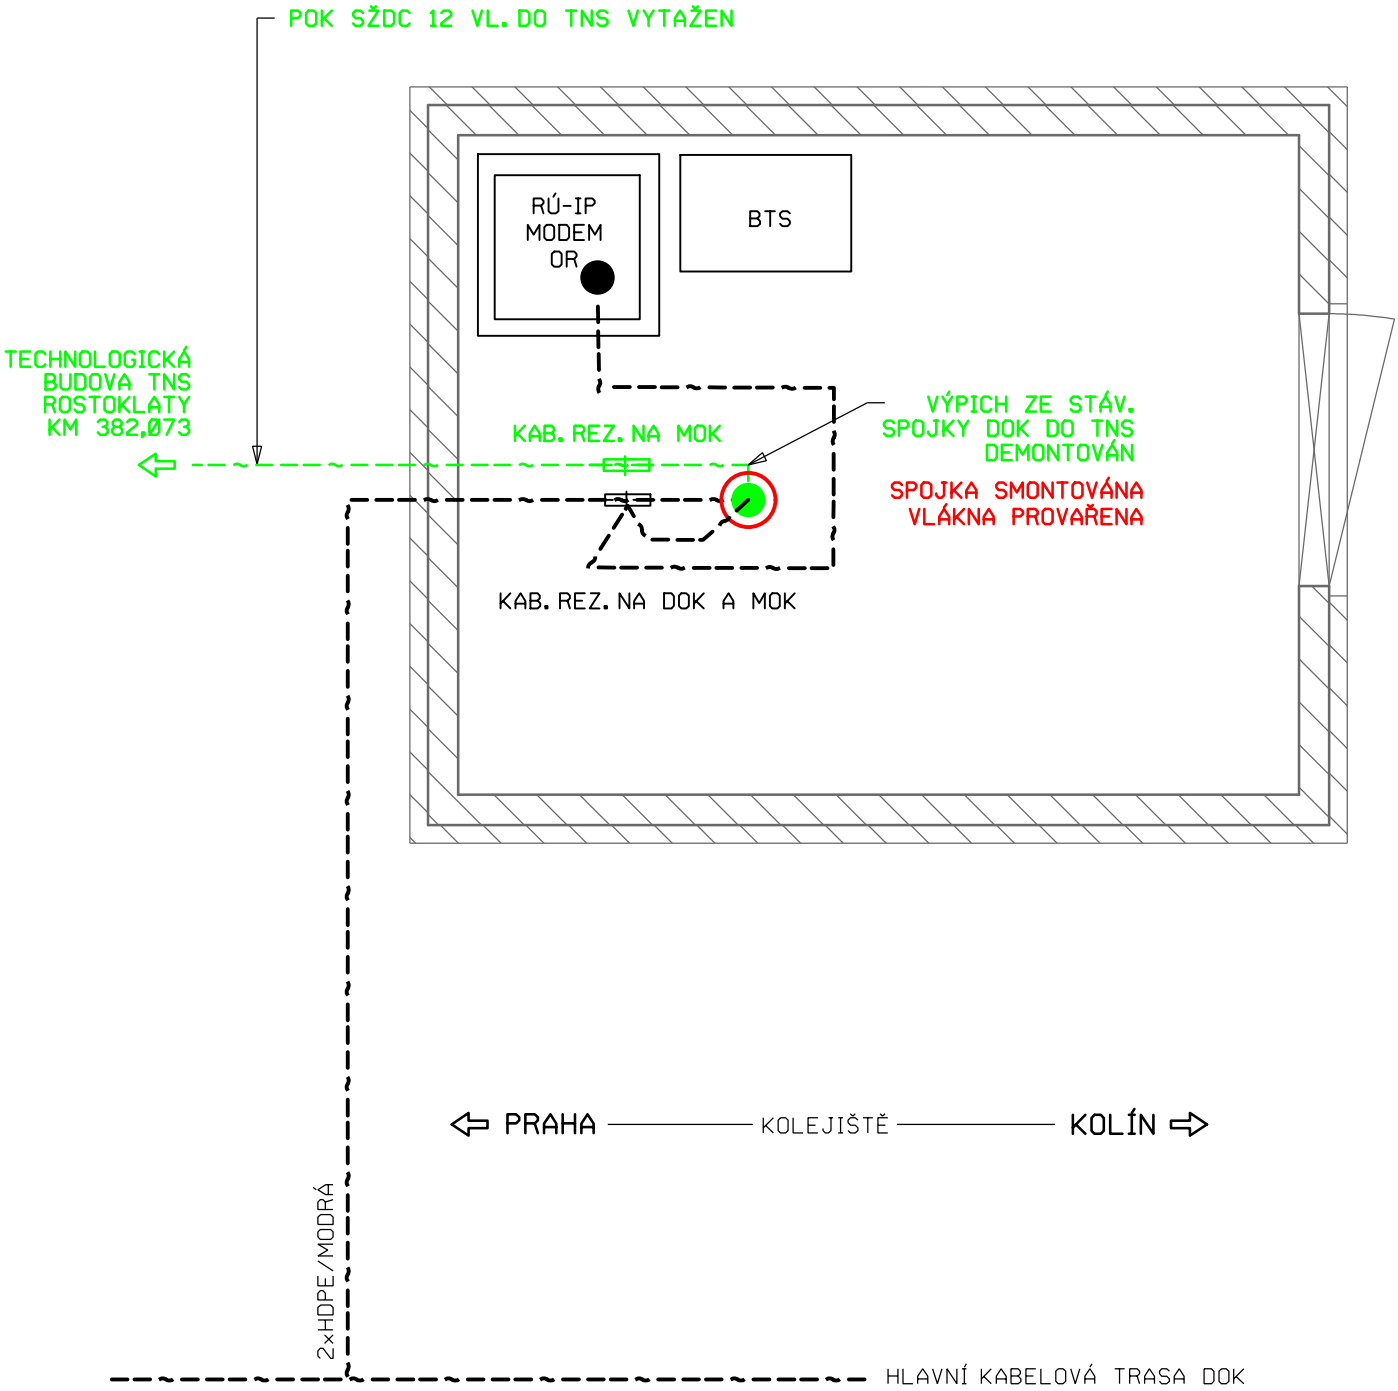 POK SŽDC 12 VL. DO TNS VYTAŽEN
RÚ-IP
MODEM
OR
BTS
TECHNOLOGICKÁ
BUDOVA TNS
ROSTOKLATY
KM 382,073
KAB. REZ. NA MOK
VÝPICH ZE STÁV.
SPOJKY DOK DO TNS
DEMONTOVÁN
SPOJKA SMONTOVÁNA
VLÁKNA PROVAŘENA
KAB. REZ. NA DOK A MOK
PRAHA
KOLEJIŠTĚ
KOLÍN
2xHDPE/MODRÁ
HLAVNÍ KABELOVÁ TRASA DOK